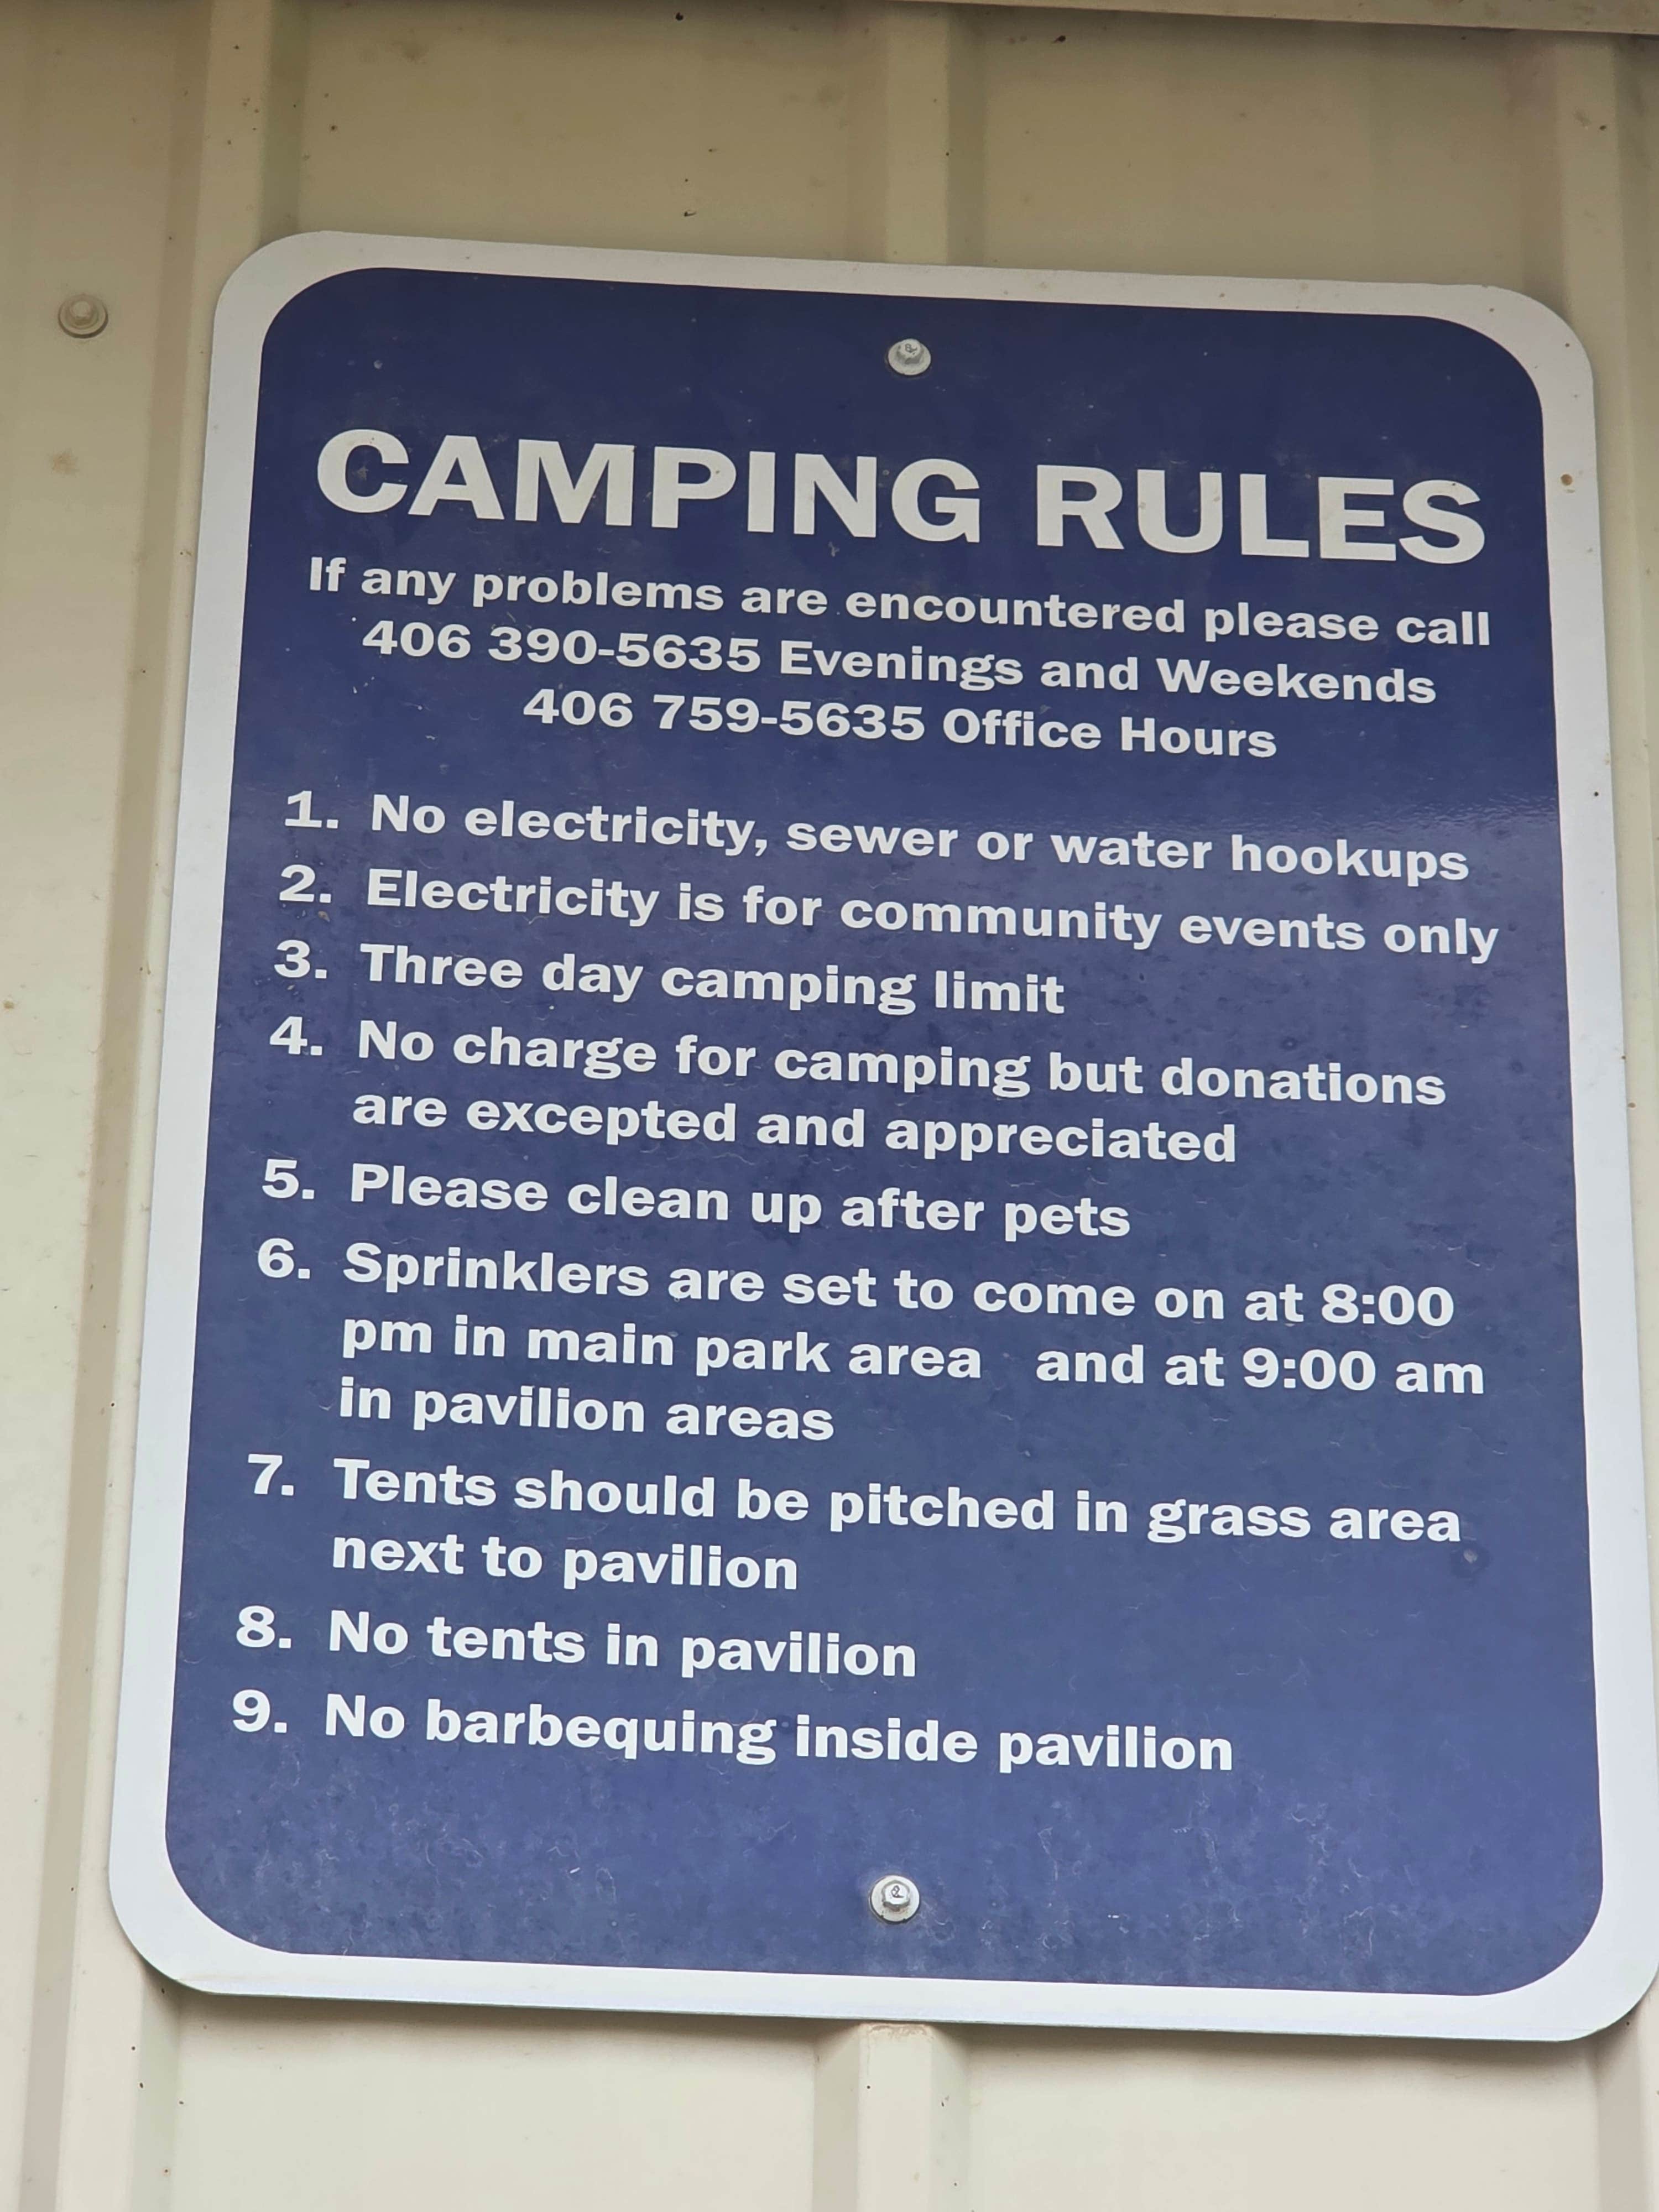 CAMPING RULES
If any problems are encountered please call
406 390-5635 Evenings and Weekends
406 759-5635 Office Hours
1. No electricity, sewer or water hookups
2. Electricity is for community events only
3. Three day camping limit
4. No charge for camping but donations
are excepted and appreciated
5. Please clean up after pets
6. Sprinklers are set to come on at 8:00
pm in main park area and at 9:00 am
in pavilion areas
7. Tents should be pitched in grass area
next to pavilion
8. No tents in pavilion
9. No barbequing inside pavilion